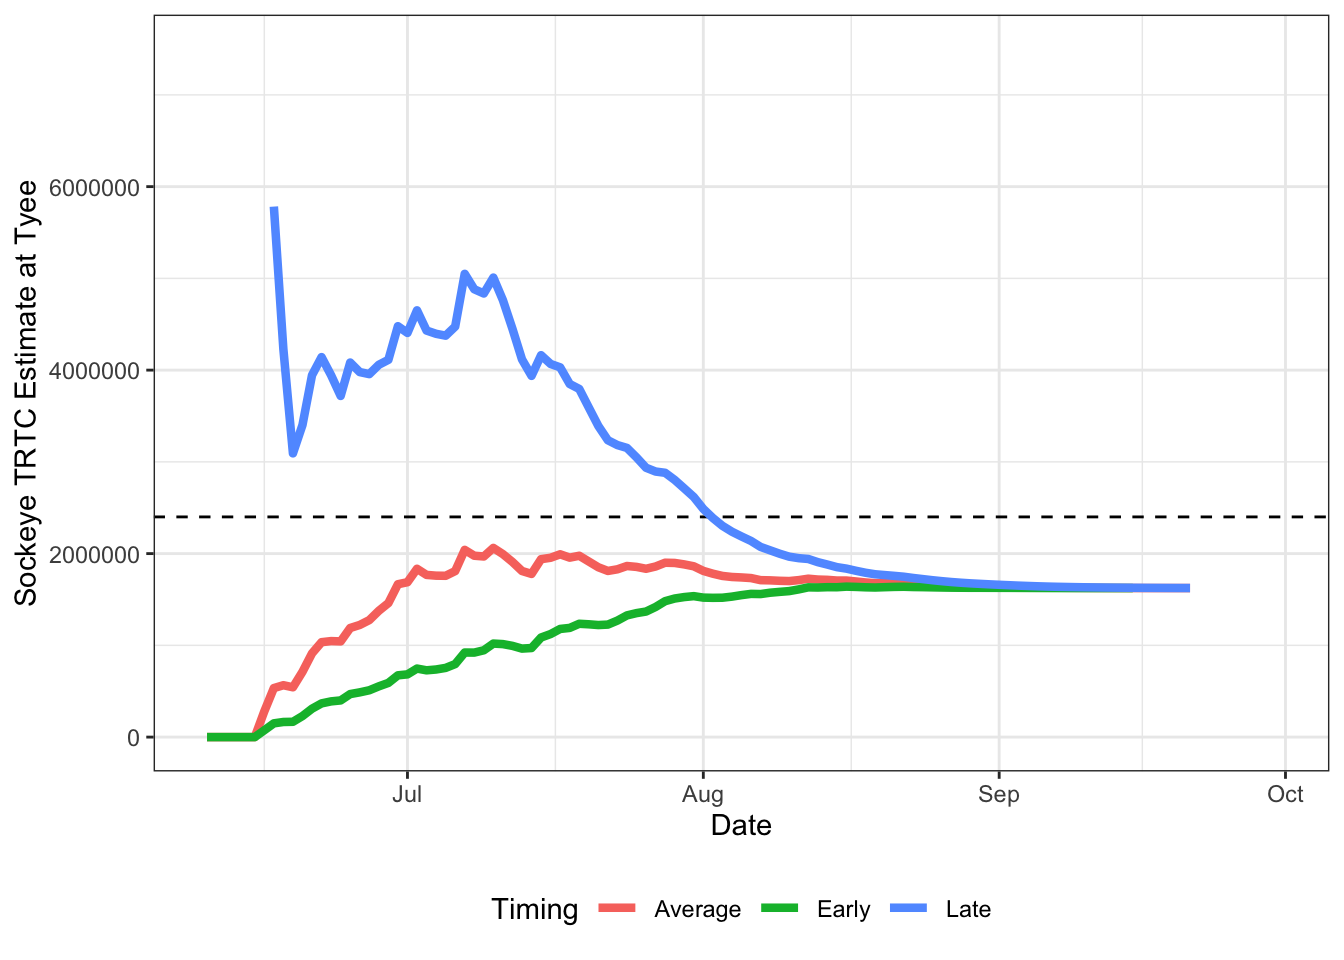 Sockeye TRTC Estimate at Tyee
6000000
4000000
2000000
0
Jul Aug Sep Oct
Date
Timing Average Early Late